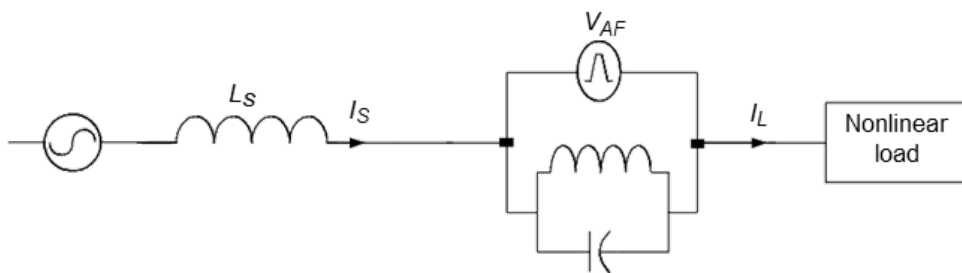 V_AF
L_S
I_S
I_L
Nonlinear
load